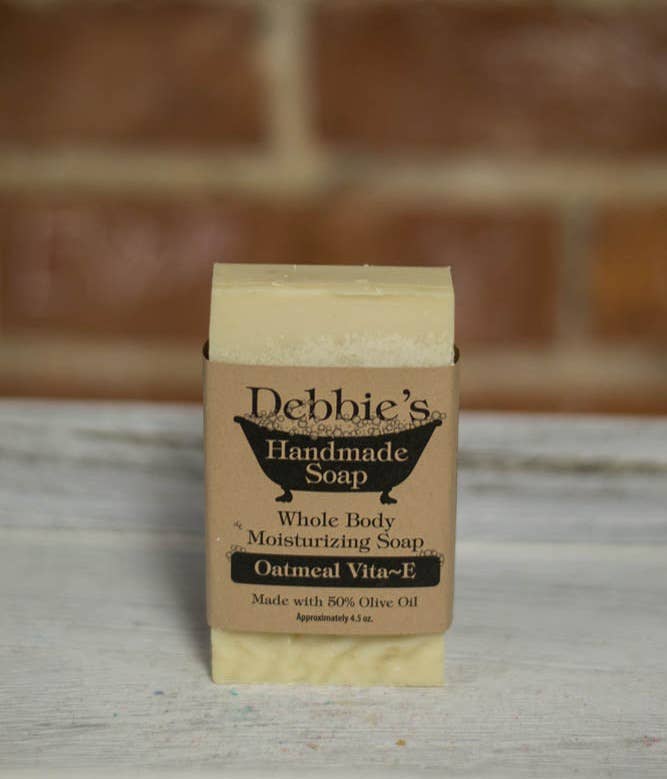 Debbie's
Handmade
Soap
Whole Body
Moisturizing Soap
Oatmeal Vita~E
Made with 50% Olive Oil
Approximately 4.5 oz.